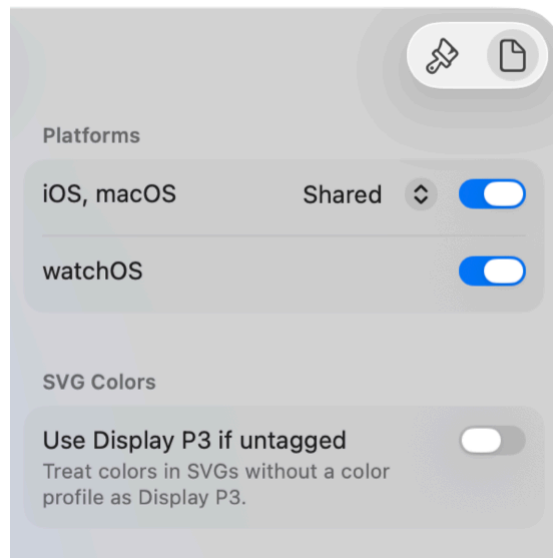 Platforms
iOS, macOS Shared
watchOS
SVG Colors
Use Display P3 if untagged
Treat colors in SVGs without a color
profile as Display P3.